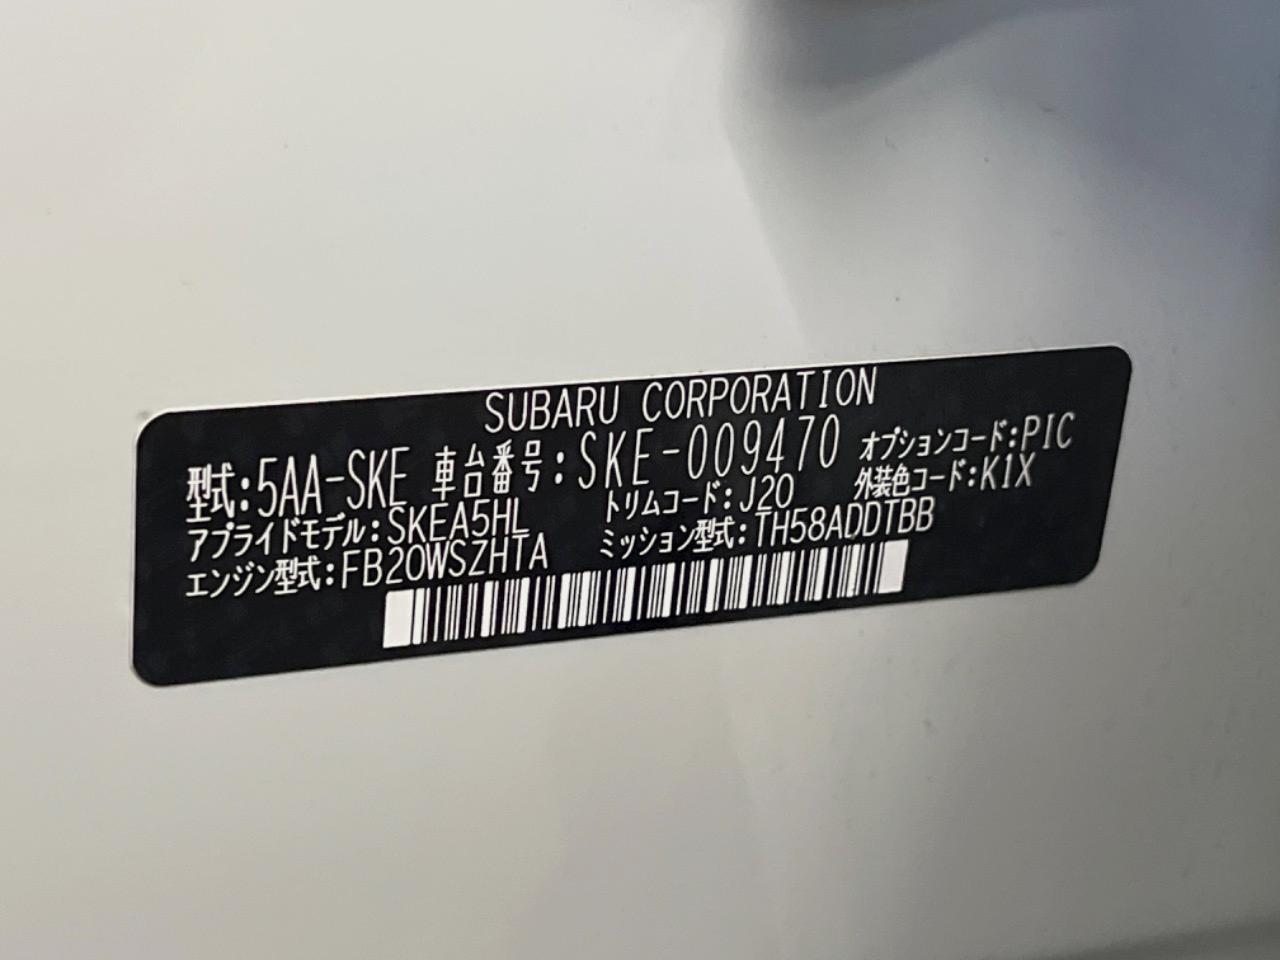 SUBARU CORPORATION
型式:5AA-SKE 車台番号:SKE-009470 オプションコード:PIC
アプライドモデル:SKEA5HL トリムコード:J20 外装色コード:K1X
エンジン型式:FB20WSZHTA ミッション型式:TH58ADDTBB